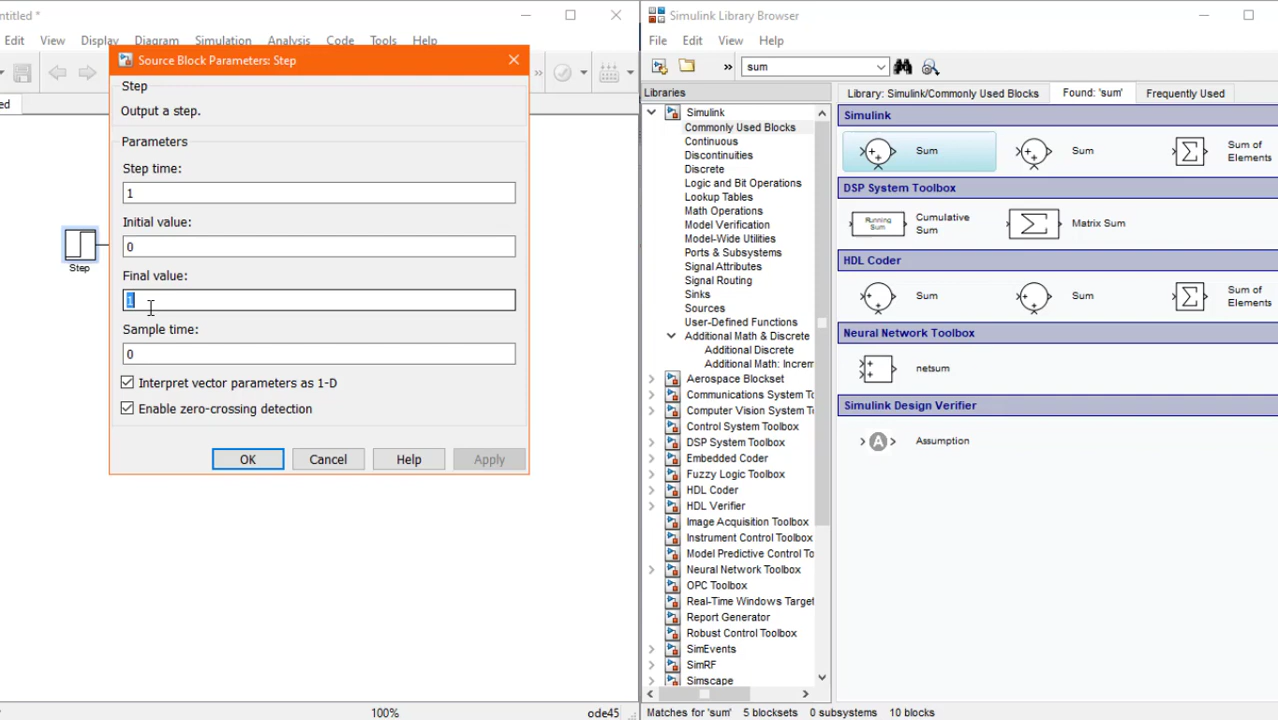 ntitled *
Edit View Display Diagram Simulation Analysis Code Tools Help
»
ed
Step
Source Block Parameters: Step
Step
Output a step.
Parameters
Step time:
1
Initial value:
0
Final value:
1
Sample time:
0
Interpret vector parameters as 1-D
Enable zero-crossing detection
OK Cancel Help Apply
100% ode45
Simulink Library Browser
File Edit View Help
» sum
Libraries
Simulink
Commonly Used Blocks
Continuous
Discontinuities
Discrete
Logic and Bit Operations
Lookup Tables
Math Operations
Model Verification
Model-Wide Utilities
Ports & Subsystems
Signal Attributes
Signal Routing
Sinks
Sources
User-Defined Functions
Additional Math & Discrete
Additional Discrete
Additional Math: Increm
Aerospace Blockset
Communications System To
Computer Vision System T
Control System Toolbox
DSP System Toolbox
Embedded Coder
Fuzzy Logic Toolbox
HDL Coder
HDL Verifier
Image Acquisition Toolbox
Instrument Control Toolbox
Model Predictive Control To
Neural Network Toolbox
OPC Toolbox
Real-Time Windows Target
Report Generator
Robust Control Toolbox
SimEvents
SimRF
Simscape
Library: Simulink/Commonly Used Blocks Found: 'sum' Frequently Used
Simulink
Sum Sum Sum of
Elements
DSP System Toolbox
Running
Sum
Cumulative
Sum
Matrix Sum
HDL Coder
Sum Sum Sum of
Elements
Neural Network Toolbox
netsum
Simulink Design Verifier
A Assumption
Matches for 'sum' 5 blocksets 0 subsystems 10 blocks